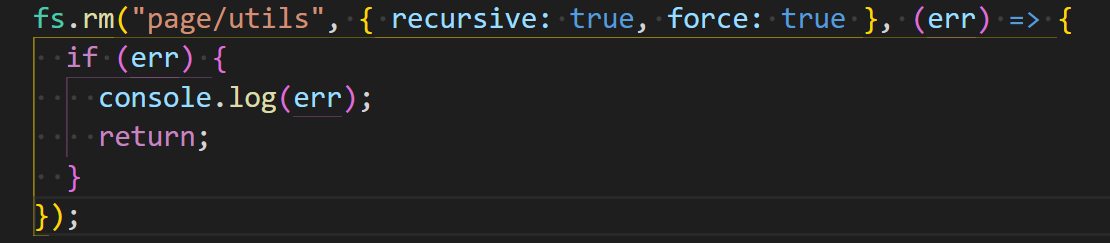 fs.rm("page/utils", { recursive: true, force: true }, (err) => {
  if (err) {
    console.log(err);
    return;
  }
});